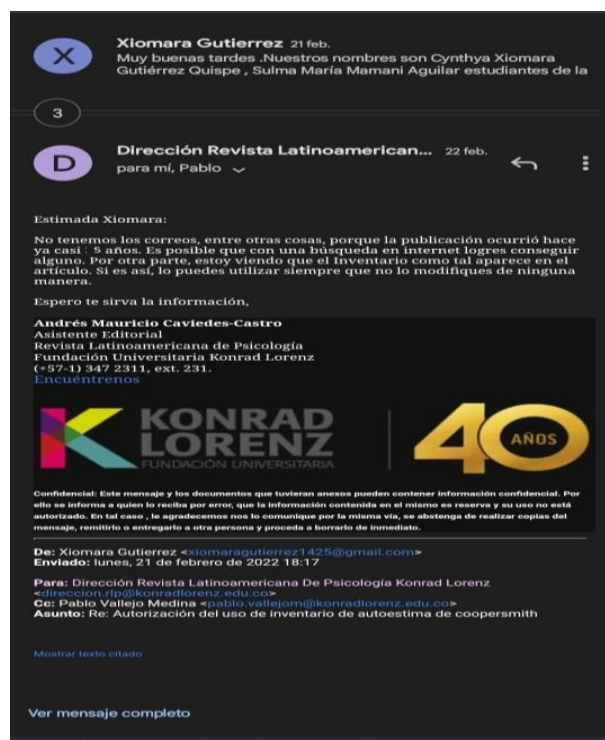 X
Xiomara Gutierrez 21 feb.
Muy buenas tardes .Nuestros nombres son Cynthya Xiomara
Gutiérrez Quispe , Sulma María Mamani Aguilar estudiantes de la
3
D
Dirección Revista Latinoamerican... 22 feb.
para mí, Pablo
Estimada Xiomara:
No tenemos los correos, entre otras cosas, porque la publicación ocurrió hace
ya casi 5 años. Es posible que con una búsqueda en internet logres conseguir
alguno. Por otra parte, estoy viendo que el Inventario como tal aparece en el
artículo. Si es así, lo puedes utilizar siempre que no lo modifiques de ninguna
manera.
Espero te sirva la información,
Andrés Mauricio Caviedes-Castro
Asistente Editorial
Revista Latinoamericana de Psicología
Fundación Universitaria Konrad Lorenz
(+57-1) 347 2311, ext. 231.
Encuéntrenos
KONRAD
LORENZ
FUNDACIÓN UNIVERSITARIA
40
AÑOS
Confidencial: Este mensaje y los documentos que tuvieran anexos pueden contener información confidencial. Por
ello se informa a quien lo reciba por error, que la información contenida en el mismo es reserva y su uso no está
autorizado. En tal caso , le agradecemos nos lo comunique por la misma vía, se abstenga de realizar copias del
mensaje, remitirlo o entregarlo a otra persona y proceda a borrarlo de inmediato.
De: Xiomara Gutierrez <xiomaragutierrez1425@gmail.com>
Enviado: lunes, 21 de febrero de 2022 18:17
Para: Dirección Revista Latinoamericana De Psicología Konrad Lorenz
<direccion.rlp@konradlorenz.edu.co>
Cc: Pablo Vallejo Medina <pablo.vallejom@konradlorenz.edu.co>
Asunto: Re: Autorización del uso de inventario de autoestima de coopersmith
Mostrar texto citado
Ver mensaje completo